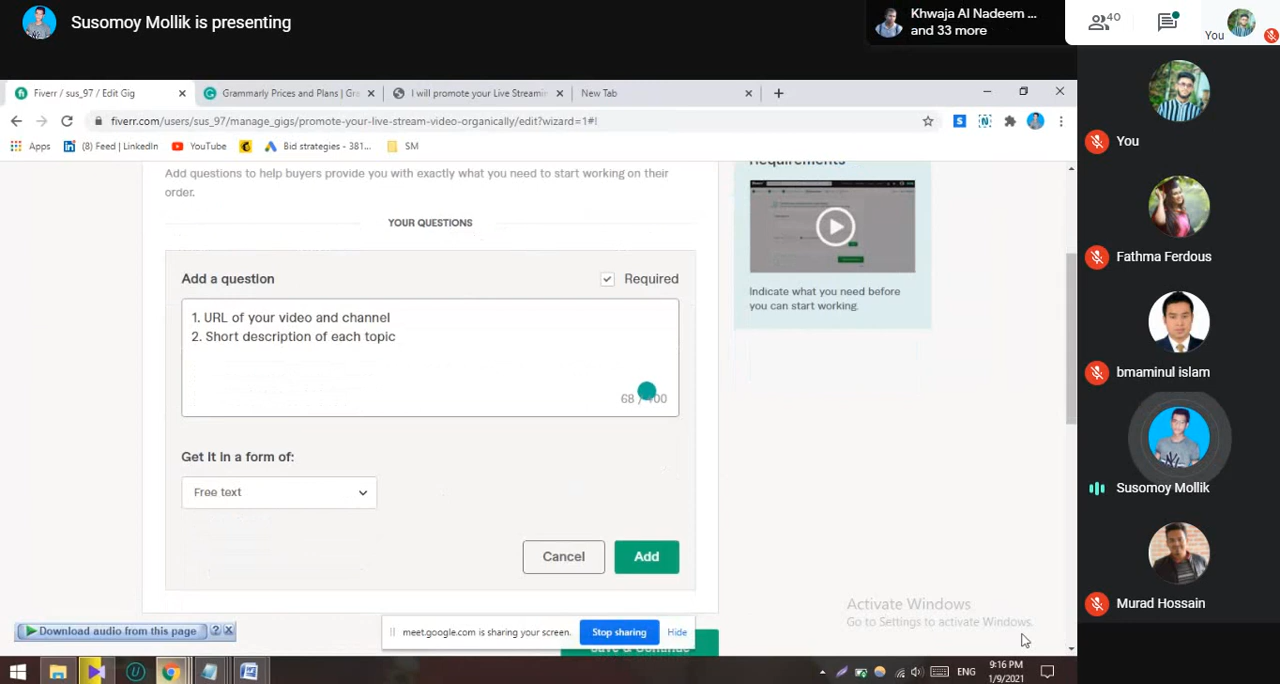 Susomoy Mollik is presenting
Khwaja Al Nadeem ...
and 33 more
40
You
Fiverr / sus_97 / Edit Gig
Grammarly Prices and Plans | Gra
I will promote your Live Streamin
New Tab
fiverr.com/users/sus_97/manage_gigs/promote-your-live-stream-video-organically/edit?wizard=1#!
Apps
(8) Feed | LinkedIn
YouTube
Bid strategies - 381...
SM
Requirements
Add questions to help buyers provide you with exactly what you need to start working on their
order.
YOUR QUESTIONS
Add a question
Required
1. URL of your video and channel
2. Short description of each topic
68 / 400
Get it in a form of:
Free text
Cancel
Add
Indicate what you need before
you can start working.
Activate Windows
Go to Settings to activate Windows.
Download audio from this page
?
meet.google.com is sharing your screen.
Stop sharing
Hide
Save & Continue
ENG
9:16 PM
1/9/2021
You
Fathma Ferdous
bmaminul islam
Susomoy Mollik
Murad Hossain